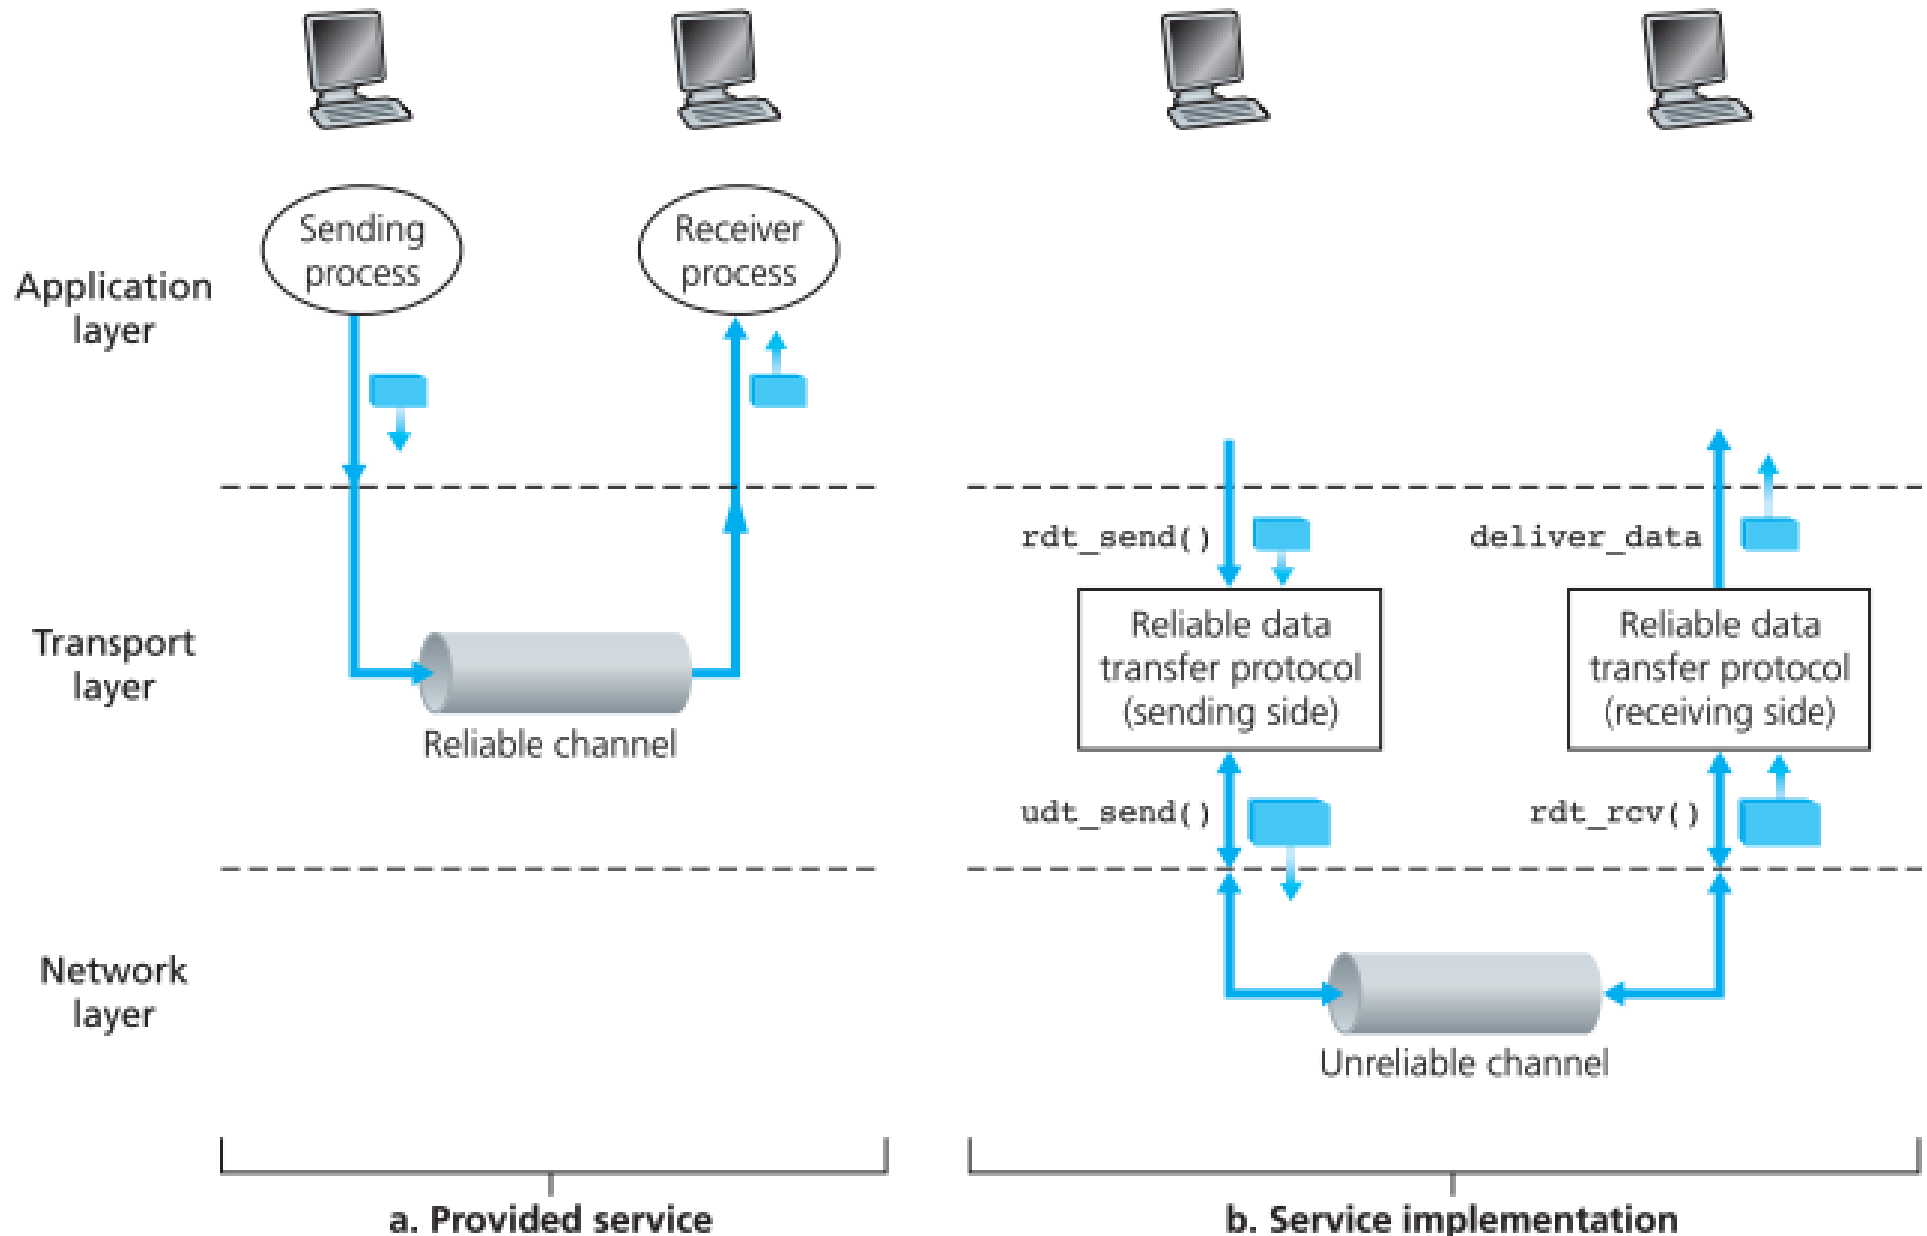 Sending
process
Receiver
process
Application
layer
rdt_send()
deliver_data
Reliable data
transfer protocol
(sending side)
Reliable data
transfer protocol
(receiving side)
Transport
layer
Reliable channel
udt_send()
rdt_rcv()
Network
layer
Unreliable channel
a. Provided service
b. Service implementation